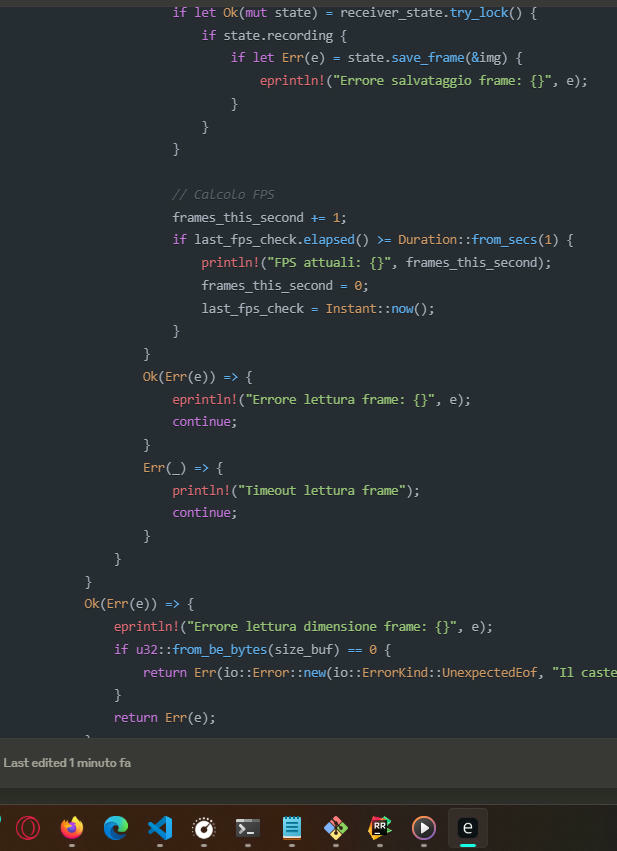 if let Ok(mut state) = receiver_state.try_lock() {
if state.recording {
if let Err(e) = state.save_frame(&img) {
eprintln!("Errore salvataggio frame: {}", e);
}
}
}
// Calcolo FPS
frames_this_second += 1;
if last_fps_check.elapsed() >= Duration::from_secs(1) {
println!("FPS attuali: {}", frames_this_second);
frames_this_second = 0;
last_fps_check = Instant::now();
}
}
Ok(Err(e)) => {
eprintln!("Errore lettura frame: {}", e);
continue;
}
Err(_) => {
println!("Timeout lettura frame");
continue;
}
}
}
Ok(Err(e)) => {
eprintln!("Errore lettura dimensione frame: {}", e);
if u32::from_be_bytes(size_buf) == 0 {
return Err(io::Error::new(io::ErrorKind::UnexpectedEof, "Il caste
}
return Err(e);
}
Last edited 1 minuto fa
RR
e